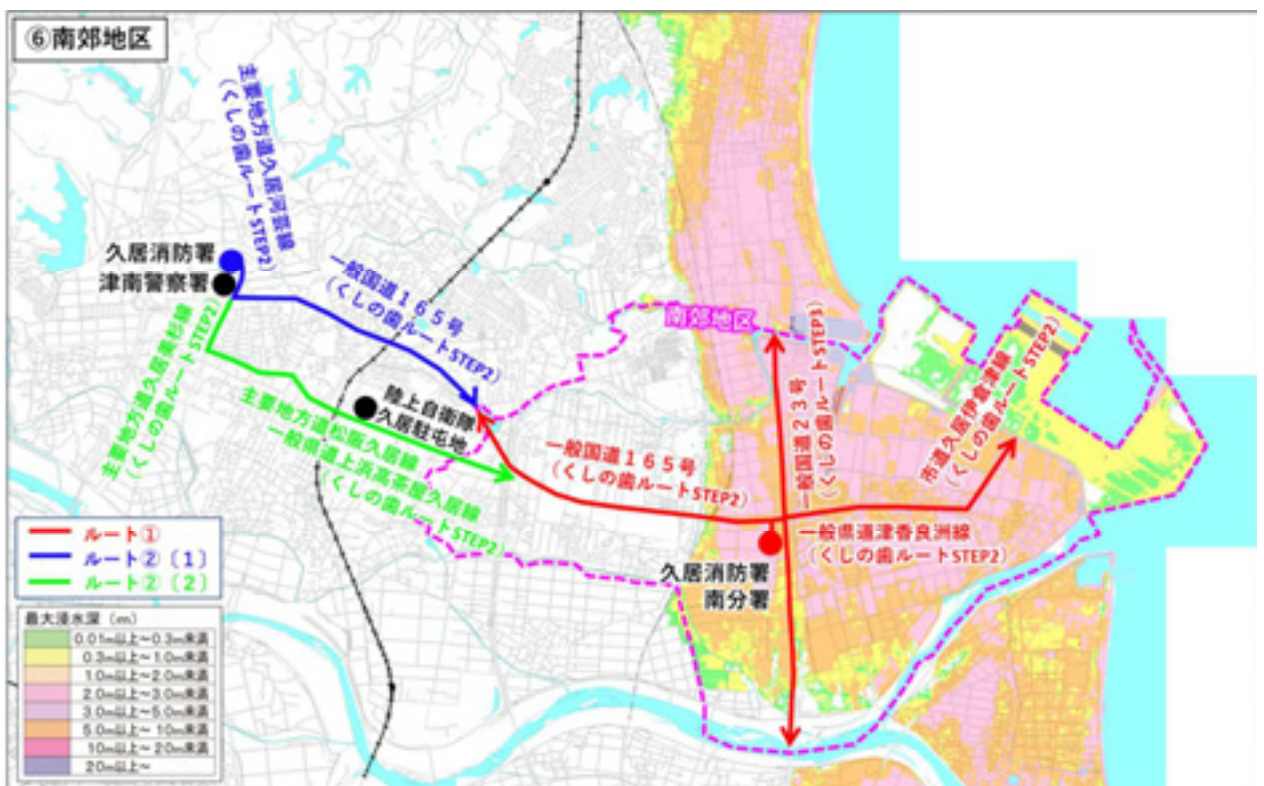 ⑥南郊地区
主要地方道久居河芸線
(くしの歯ルートSTEP2)
久居消防署
津南警察署
一般国道165号
(くしの歯ルートSTEP2)
南郊地区
主要地方道久居美杉線
(くしの歯ルートSTEP2)
陸上自衛隊
久居駐屯地
主要地方道松阪久居線
一般県道上浜高茶屋久居線
(くしの歯ルートSTEP2)
一般国道165号
(くしの歯ルートSTEP2)
一般国道23号
(くしの歯ルートSTEP3)
市道久居伊倉津線
(くしの歯ルートSTEP2)
一般県道津香良洲線
(くしの歯ルートSTEP2)
久居消防署
南分署
ルート①
ルート②〔1〕
ルート②〔2〕
最大浸水深(m)
0.01m以上~0.3m未満
0.3m以上~1.0m未満
1.0m以上~2.0m未満
2.0m以上~3.0m未満
3.0m以上~5.0m未満
5.0m以上~10m未満
10m以上~20m未満
20m以上~